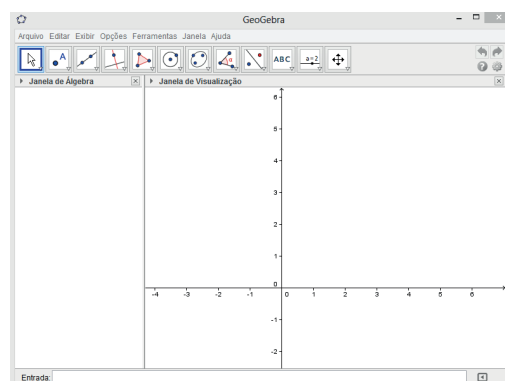 GeoGebra
Arquivo Editar Exibir Opções Ferramentas Janela Ajuda
A ABC a=2
Janela de Álgebra Janela de Visualização
6
5
4
3
2
1
0
-4 -3 -2 -1 0 1 2 3 4 5 6
-1
-2
Entrada: